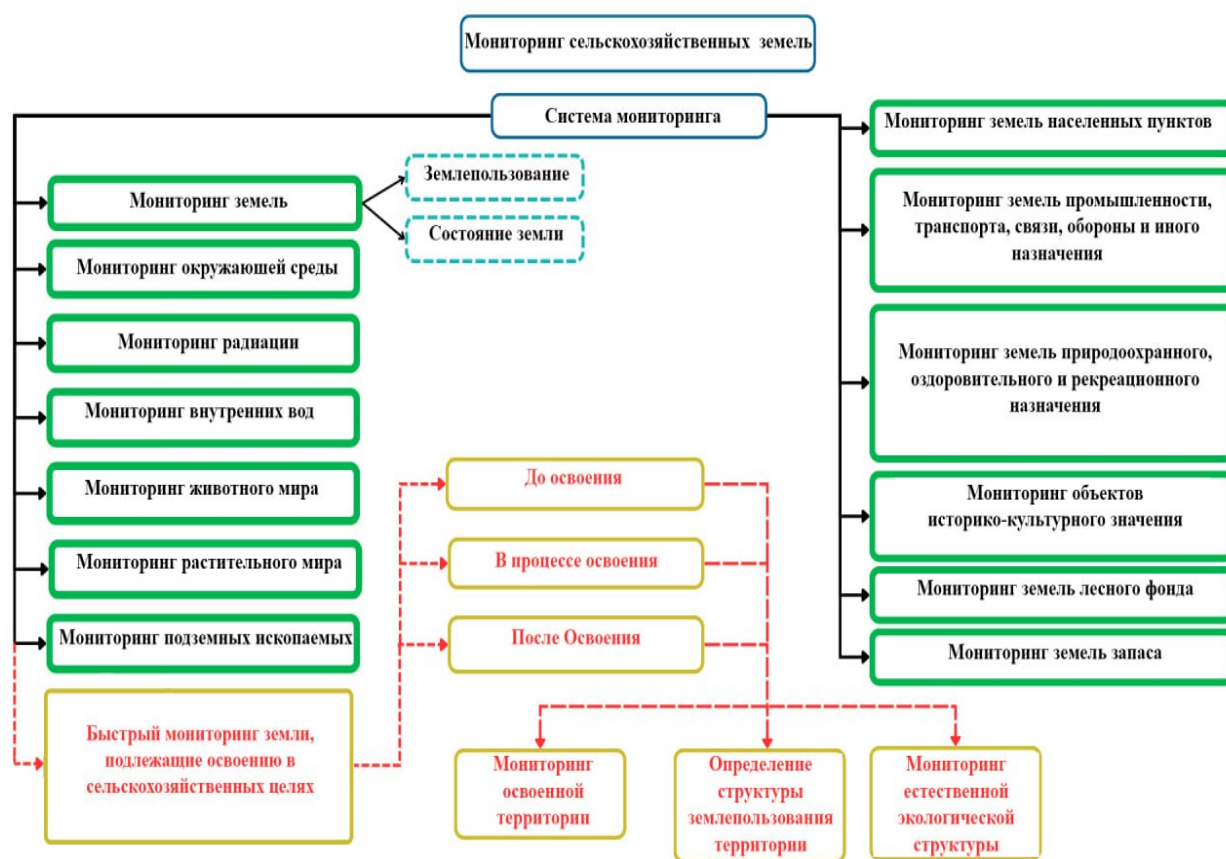 Мониторинг сельскохозяйственных земель
Система мониторинга
Мониторинг земель
Землепользование
Состояние земли
Мониторинг окружаюшей среды
Мониторинг радиации
Мониторинг внутренних вод
Мониторинг животного мира
Мониторинг растительного мира
Мониторинг подземных ископаемых
Быстрый мониторинг земли,
подлежащие освоению в
сельскохозяйственных целях
До освоения
В процессе освоения
После Освоения
Мониторинг
освоенной
территории
Определение
структуры
землепользования
территории
Мониторинг
естественной
экологической
структуры
Мониторинг земель населенных пунктов
Мониторинг земель промышленности,
транспорта, связи, обороны и иного
назначения
Мониторинг земель природоохранного,
оздоровительного и рекреационного
назначения
Мониторинг объектов
историко-культурного значения
Мониторинг земель лесного фонда
Мониторинг земель запаса